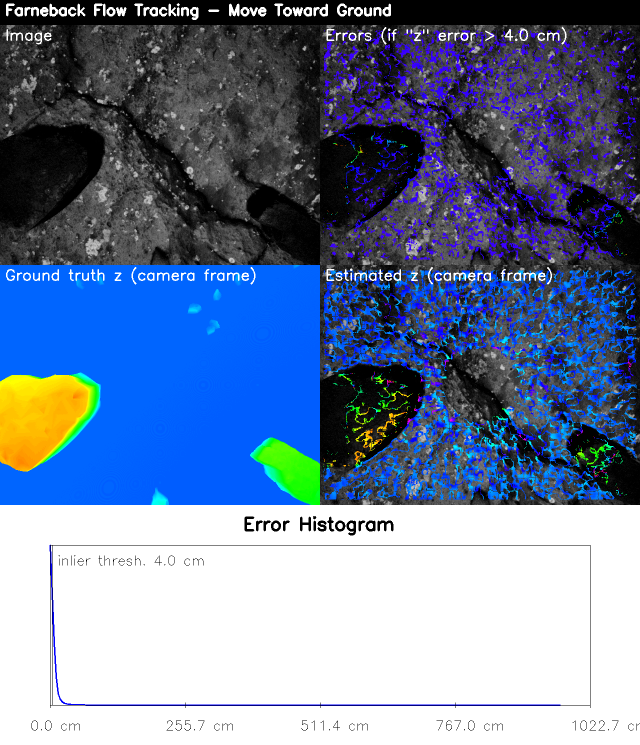 Farneback Flow Tracking - Move Toward Ground
Image
Errors (if "z" error > 4.0 cm)
Ground truth z (camera frame)
Estimated z (camera frame)
Error Histogram
inlier thresh. 4.0 cm
0.0 cm
255.7 cm
511.4 cm
767.0 cm
1022.7 cm